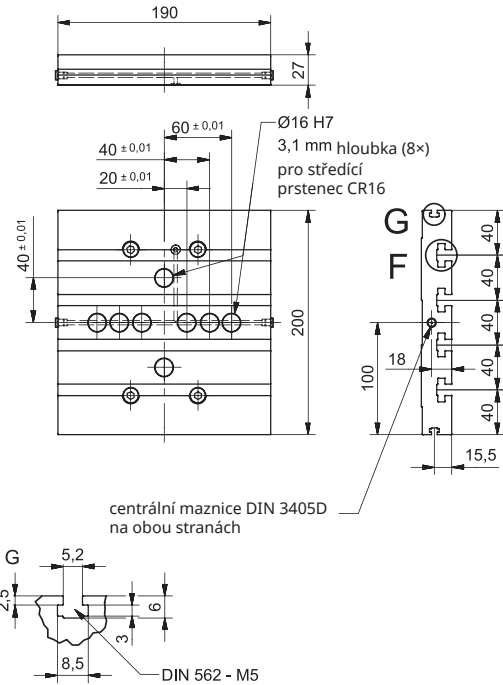 190
27
60 ± 0,01
40 ± 0,01
20 ± 0,01
Ø16 H7
3,1 mm hloubka (8×)
pro středící
prstenec CR16
40 ± 0,01
200
G
F
40
40
40
40
40
18
100
15,5
centrální maznice DIN 3405D
na obou stranách
G
5,2
2,5
6
3
8,5
DIN 562 - M5